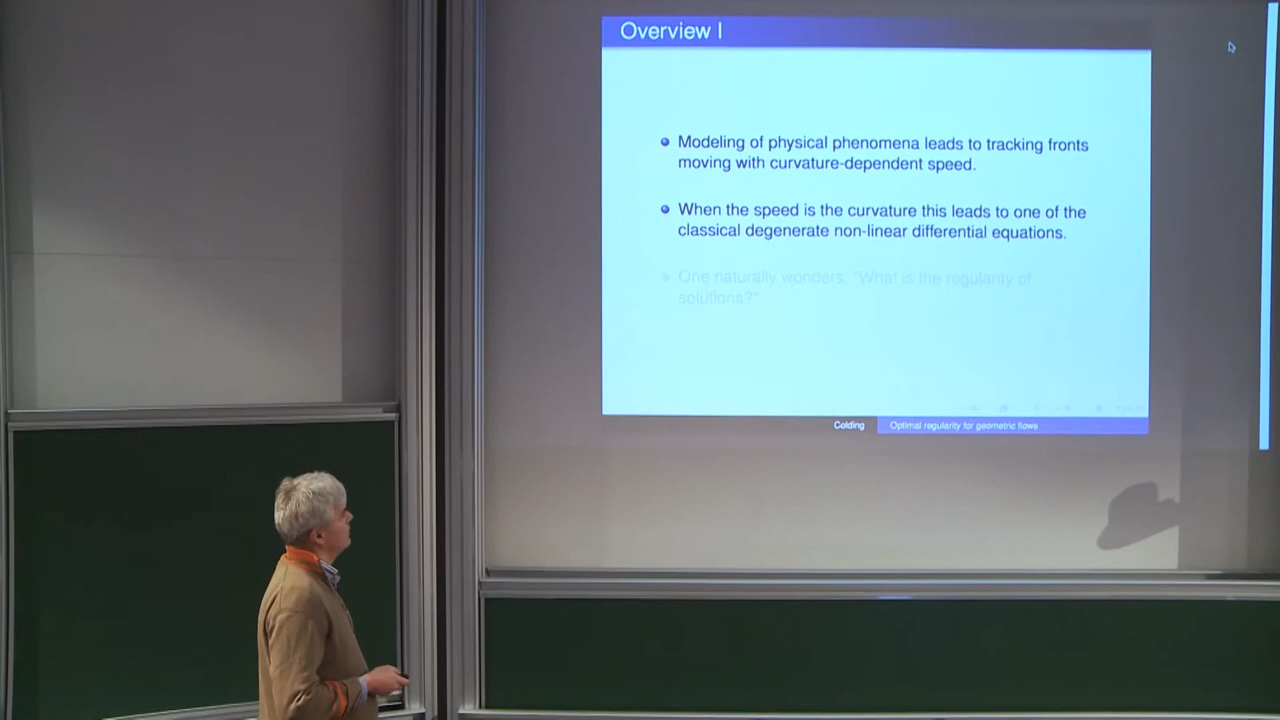 Overview I
Modeling of physical phenomena leads to tracking fronts
moving with curvature-dependent speed.
When the speed is the curvature this leads to one of the
classical degenerate non-linear differential equations.
One naturally wonders, "What is the regularity of
solutions?"
Colding
Optimal regularity for geometric flows